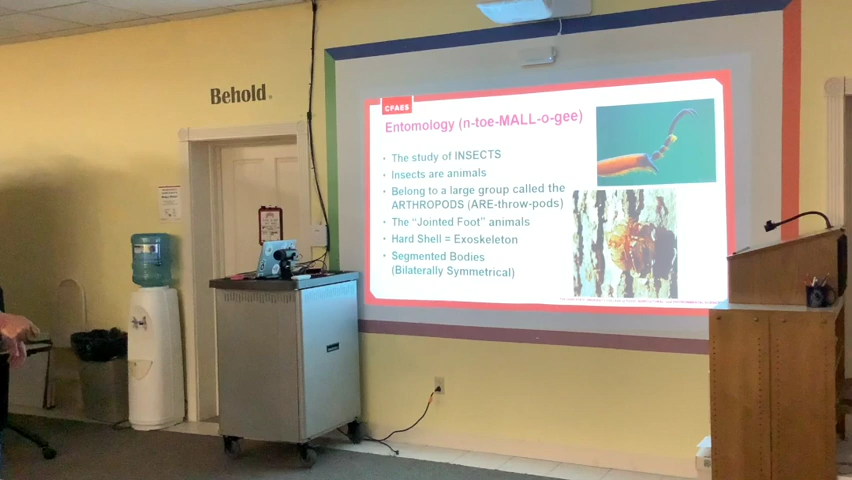 Behold.
CFAES
Entomology (n-toe-MALL-o-gee)
• The study of INSECTS
• Insects are animals
• Belong to a large group called the
ARTHROPODS (ARE-throw-pods)
• The "Jointed Foot" animals
• Hard Shell = Exoskeleton
• Segmented Bodies
(Bilaterally Symmetrical)